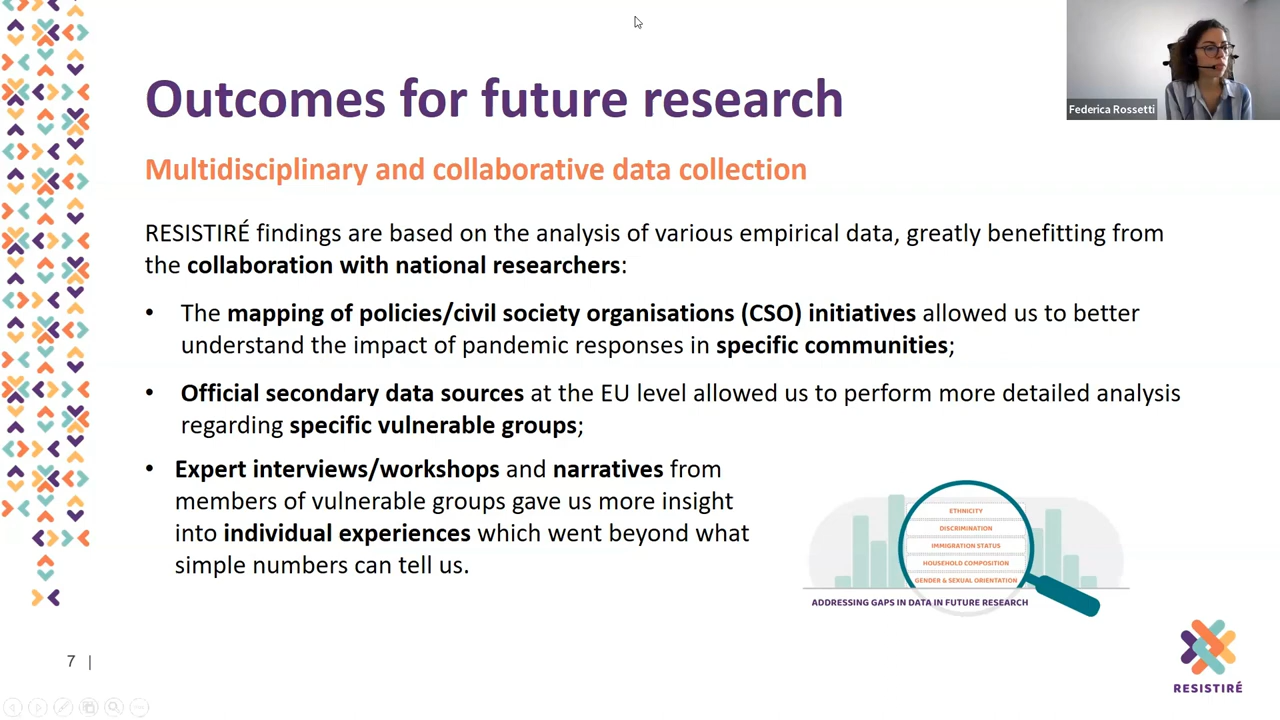 Outcomes for future research
Federica Rossetti
Multidisciplinary and collaborative data collection
RESISTIRÉ findings are based on the analysis of various empirical data, greatly benefitting from
the collaboration with national researchers:
• The mapping of policies/civil society organisations (CSO) initiatives allowed us to better
understand the impact of pandemic responses in specific communities;
• Official secondary data sources at the EU level allowed us to perform more detailed analysis
regarding specific vulnerable groups;
• Expert interviews/workshops and narratives from
members of vulnerable groups gave us more insight
into individual experiences which went beyond what
simple numbers can tell us.
ETHNICITY
DISCRIMINATION
IMMIGRATION STATUS
HOUSEHOLD COMPOSITION
GENDER & SEXUAL ORIENTATION
ADDRESSING GAPS IN DATA IN FUTURE RESEARCH
7 |
RESISTIRÉ